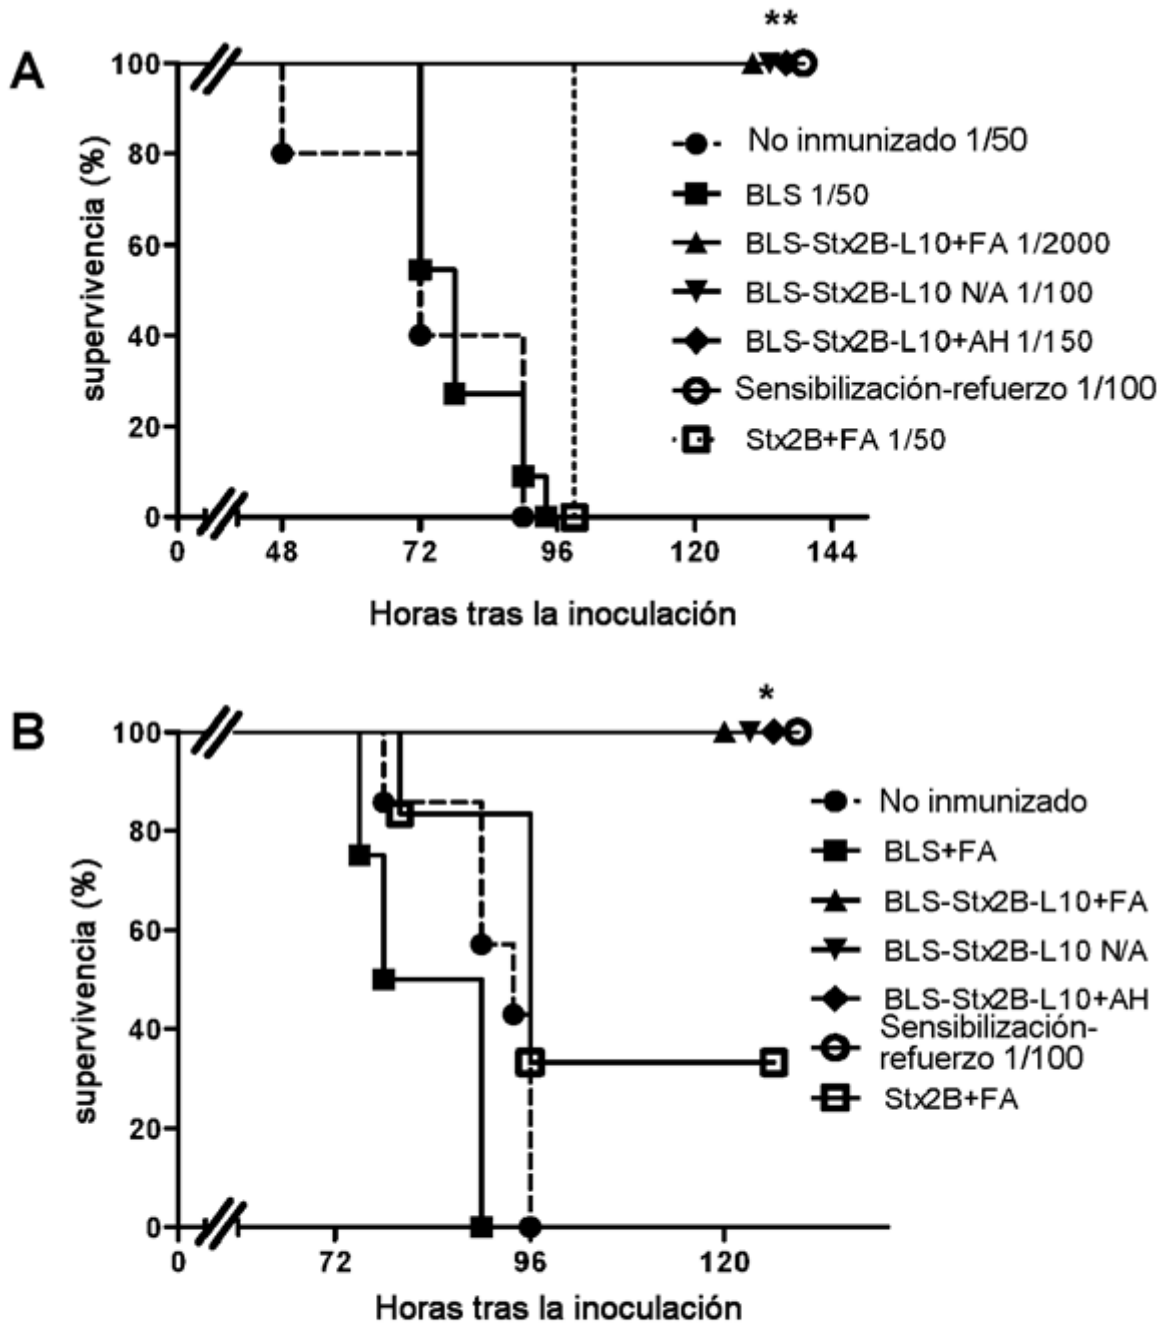 **
A
100
80
60
40
20
0
supervivencia (%)
No inmunizado 1/50
BLS 1/50
BLS-Stx2B-L10+FA 1/2000
BLS-Stx2B-L10 N/A 1/100
BLS-Stx2B-L10+AH 1/150
Sensibilización-refuerzo 1/100
Stx2B+FA 1/50
0 48 72 96 120 144
Horas tras la inoculación
*
B
100
80
60
40
20
0
supervivencia (%)
No inmunizado
BLS+FA
BLS-Stx2B-L10+FA
BLS-Stx2B-L10 N/A
BLS-Stx2B-L10+AH
Sensibilización-
refuerzo 1/100
Stx2B+FA
0 72 96 120
Horas tras la inoculación